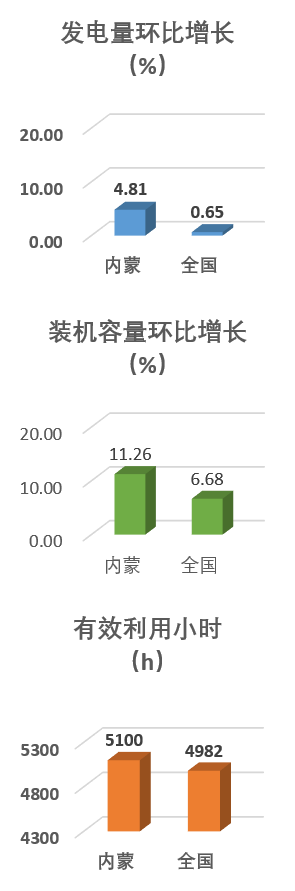 发电量环比增长
(%)
20.00
10.00
0.00
4.81
0.65
内蒙
全国
装机容量环比增长
(%)
20.00
10.00
0.00
11.26
6.68
内蒙
全国
有效利用小时
(h)
5300
4800
4300
5100
4982
内蒙
全国